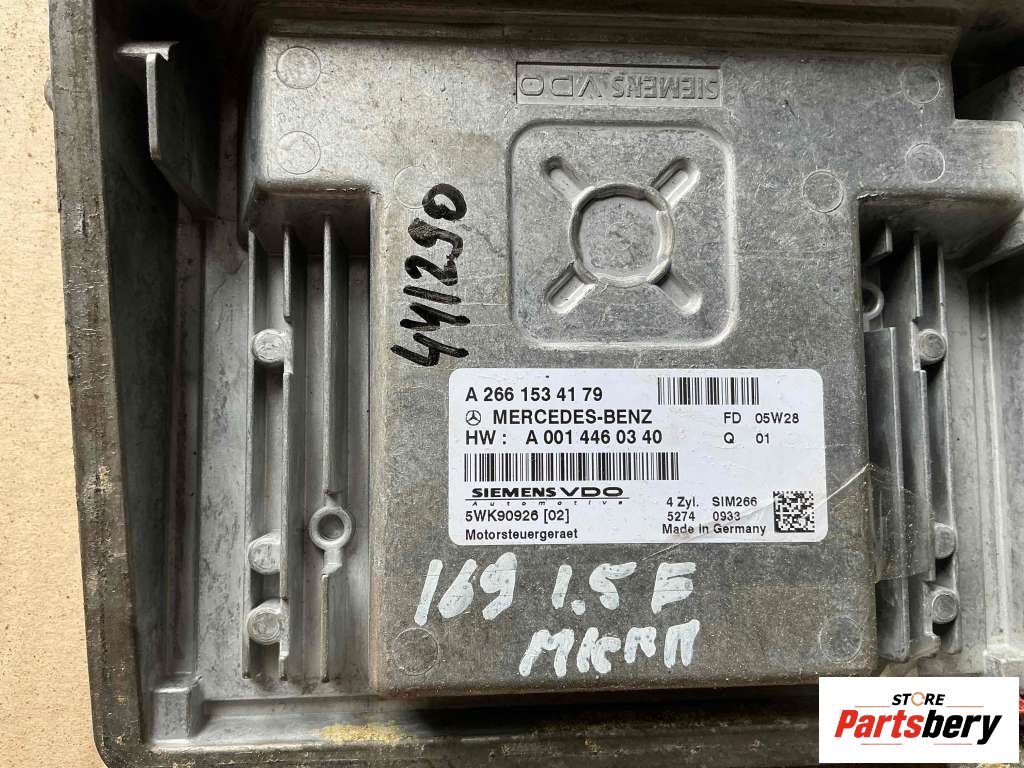 SIEMENS VDO
441290
A 266 153 41 79
MERCEDES-BENZ
FD 05W28
HW : A 001 446 03 40
Q 01
SIEMENS VDO
Automotive
4 Zyl. SIM266
5WK90926 [02]
5274 0933
Motorsteuergeraet
Made in Germany
169 1.5 E
МКПП
STORE
Partsbery